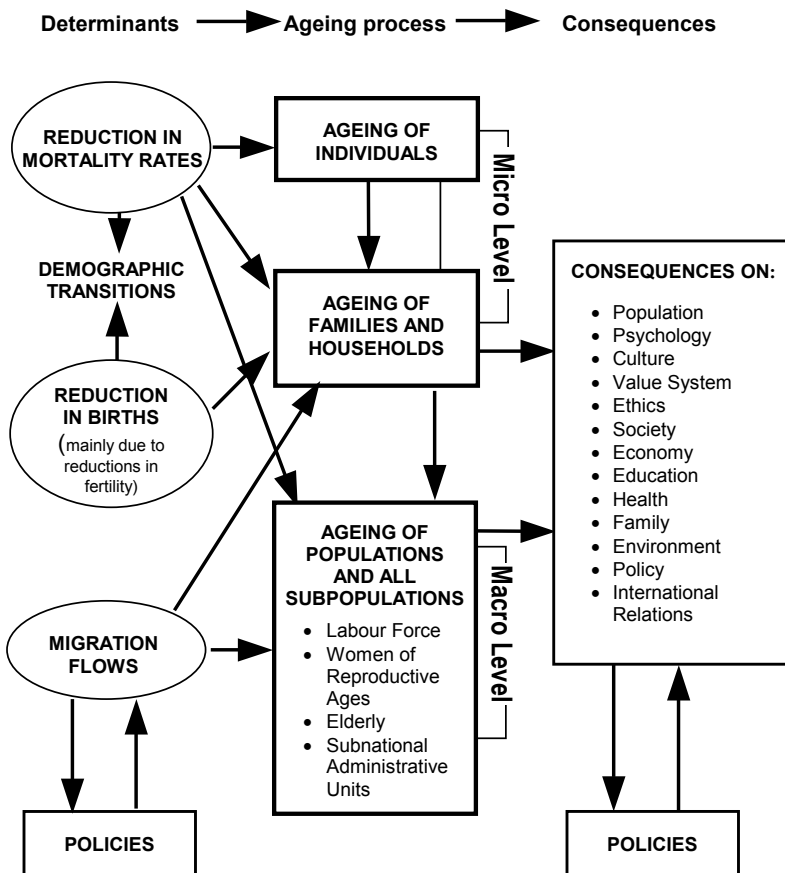 Determinants
Ageing process
Consequences
REDUCTION IN
MORTALITY RATES
AGEING OF
INDIVIDUALS
Micro Level
DEMOGRAPHIC
TRANSITIONS
AGEING OF
FAMILIES AND
HOUSEHOLDS
REDUCTION
IN BIRTHS
(mainly due to
reductions in
fertility)
AGEING OF
POPULATIONS
AND ALL
SUBPOPULATIONS
• Labour Force
• Women of
Reproductive
Ages
• Elderly
• Subnational
Administrative
Units
Macro Level
MIGRATION
FLOWS
POLICIES
CONSEQUENCES ON:
• Population
• Psychology
• Culture
• Value System
• Ethics
• Society
• Economy
• Education
• Health
• Family
• Environment
• Policy
• International
Relations
POLICIES